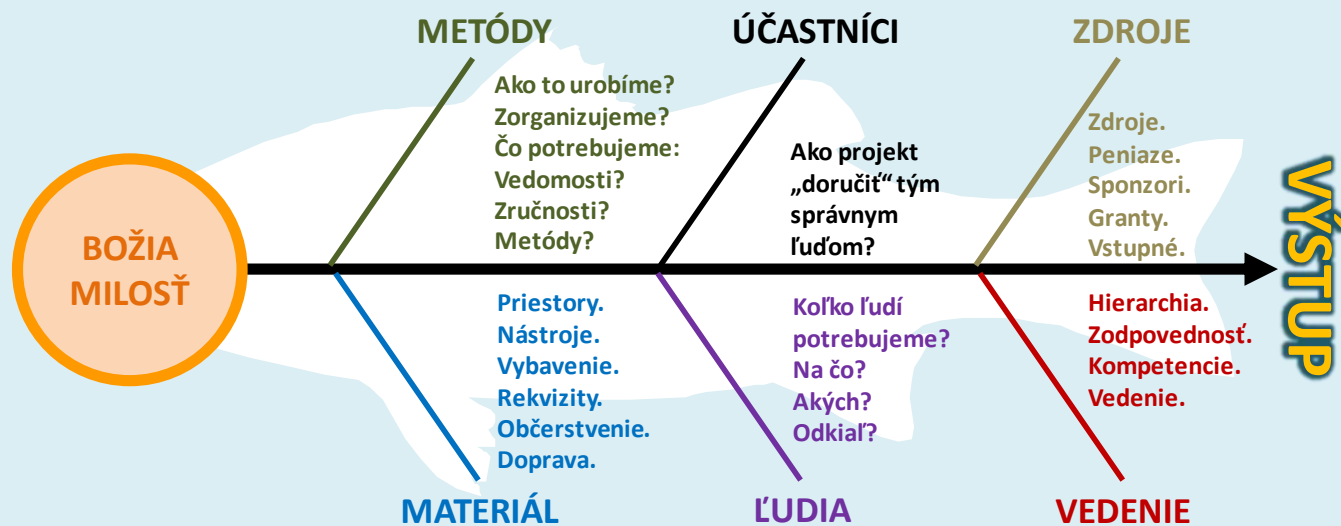 METÓDY
Ako to urobíme?
Zorganizujeme?
Čo potrebujeme:
Vedomosti?
Zručnosti?
Metódy?
ÚČASTNÍCI
Ako projekt
„doručiť“ tým
správnym
ľuďom?
ZDROJE
Zdroje.
Peniaze.
Sponzori.
Granty.
Vstupné.
BOŽIA
MILOSŤ
VÝSTUP
Priestory.
Nástroje.
Vybavenie.
Rekvizity.
Občerstvenie.
Doprava.
MATERIÁL
Koľko ľudí
potrebujeme?
Na čo?
Akých?
Odkiaľ?
ĽUDIA
Hierarchia.
Zodpovednosť.
Kompetencie.
Vedenie.
VEDENIE